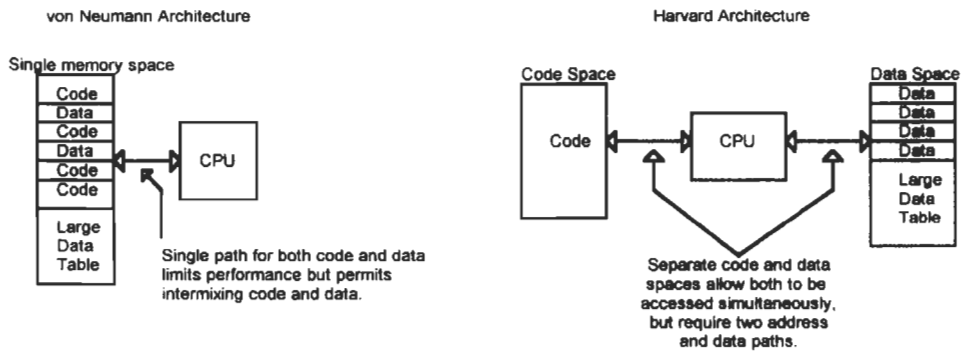 von Neumann Architecture
Single memory space
Code
Data
Code
Data
Code
Code
Large
Data
Table
CPU
Single path for both code and data
limits performance but permits
intermixing code and data.
Harvard Architecture
Code Space
Code
CPU
Data Space
Data
Data
Data
Data
Large
Data
Table
Separate code and data
spaces allow both to be
accessed simultaneously,
but require two address
and data paths.